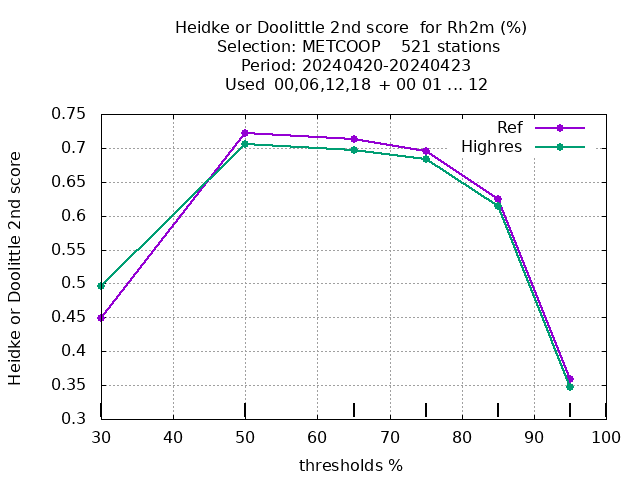 Heidke or Doolittle 2nd score  for Rh2m (%)
Selection: METCOOP    521 stations
Period: 20240420-20240423
Used  00,06,12,18 + 00 01 ... 12
Ref
Highres
Heidke or Doolittle 2nd score
0.75
0.7
0.65
0.6
0.55
0.5
0.45
0.4
0.35
0.3
30 40 50 60 70 80 90 100
thresholds %